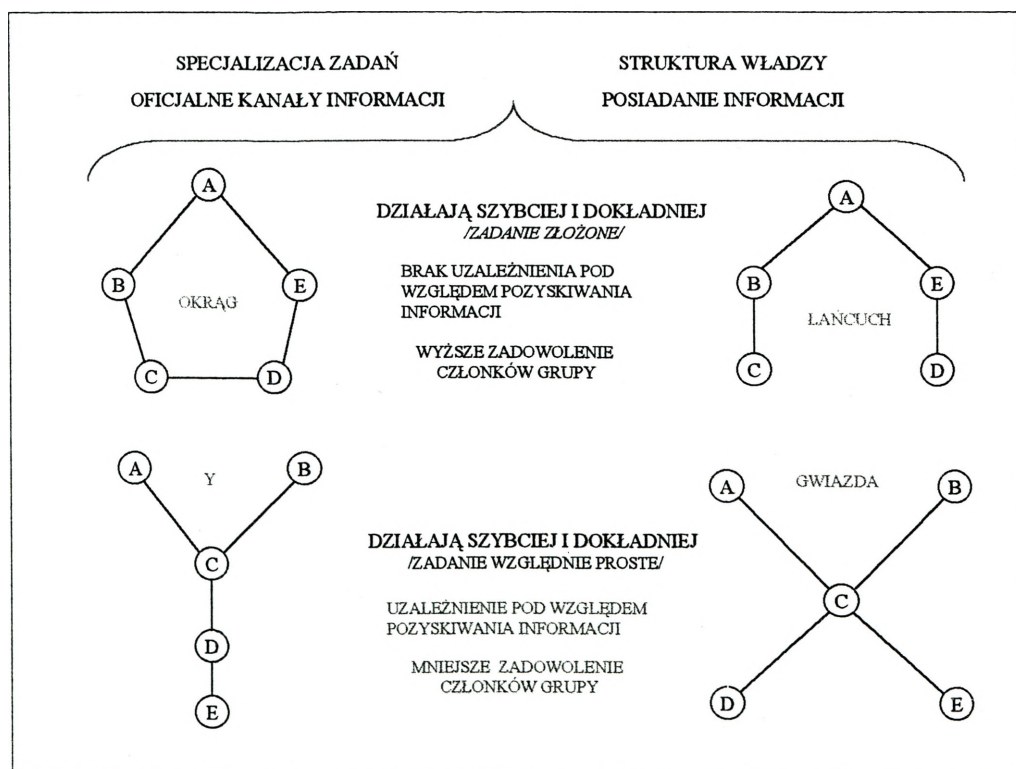 SPECJALIZACJA ZADAŃ
OFICJALNE KANAŁY INFORMACJI
STRUKTURA WŁADZY
POSIADANIE INFORMACJI
A
B
E
OKRĄG
C
D
DZIAŁAJĄ SZYBCIEJ I DOKŁADNIEJ
/ZADANIE ZŁOŻONE/
BRAK UZALEŻNIENIA POD
WZGLĘDEM POZYSKIWANIA
INFORMACJI
WYŻSZE ZADOWOLENIE
CZŁONKÓW GRUPY
A
B
E
ŁAŃCUCH
C
D
A
Y
B
C
D
E
DZIAŁAJĄ SZYBCIEJ I DOKŁADNIEJ
/ZADANIE WZGLĘDNIE PROSTE/
UZALEŻNIENIE POD WZGLĘDEM
POZYSKIWANIA INFORMACJI
MNIEJSZE ZADOWOLENIE
CZŁONKÓW GRUPY
A
GWIAZDA
B
C
D
E